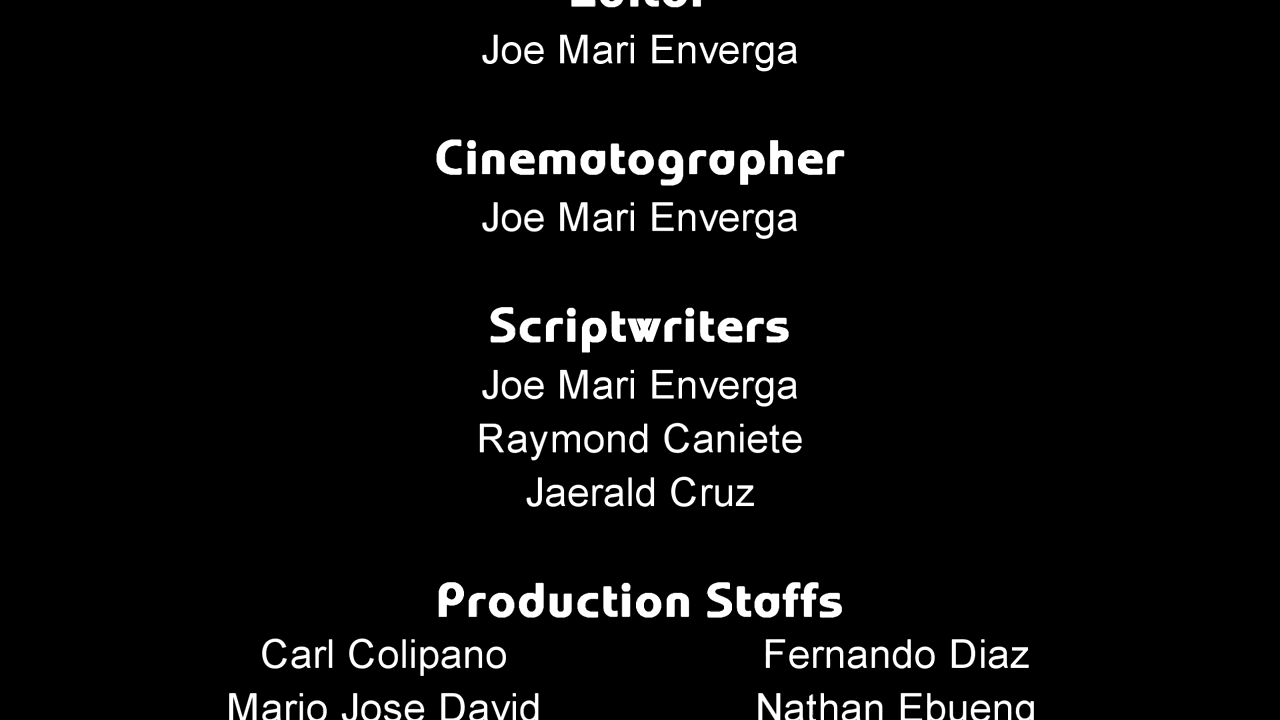 Editor
Joe Mari Enverga
Cinematographer
Joe Mari Enverga
Scriptwriters
Joe Mari Enverga
Raymond Caniete
Jaerald Cruz
Production Staffs
Carl Colipano Fernando Diaz
Mario Jose David Nathan Ebueng